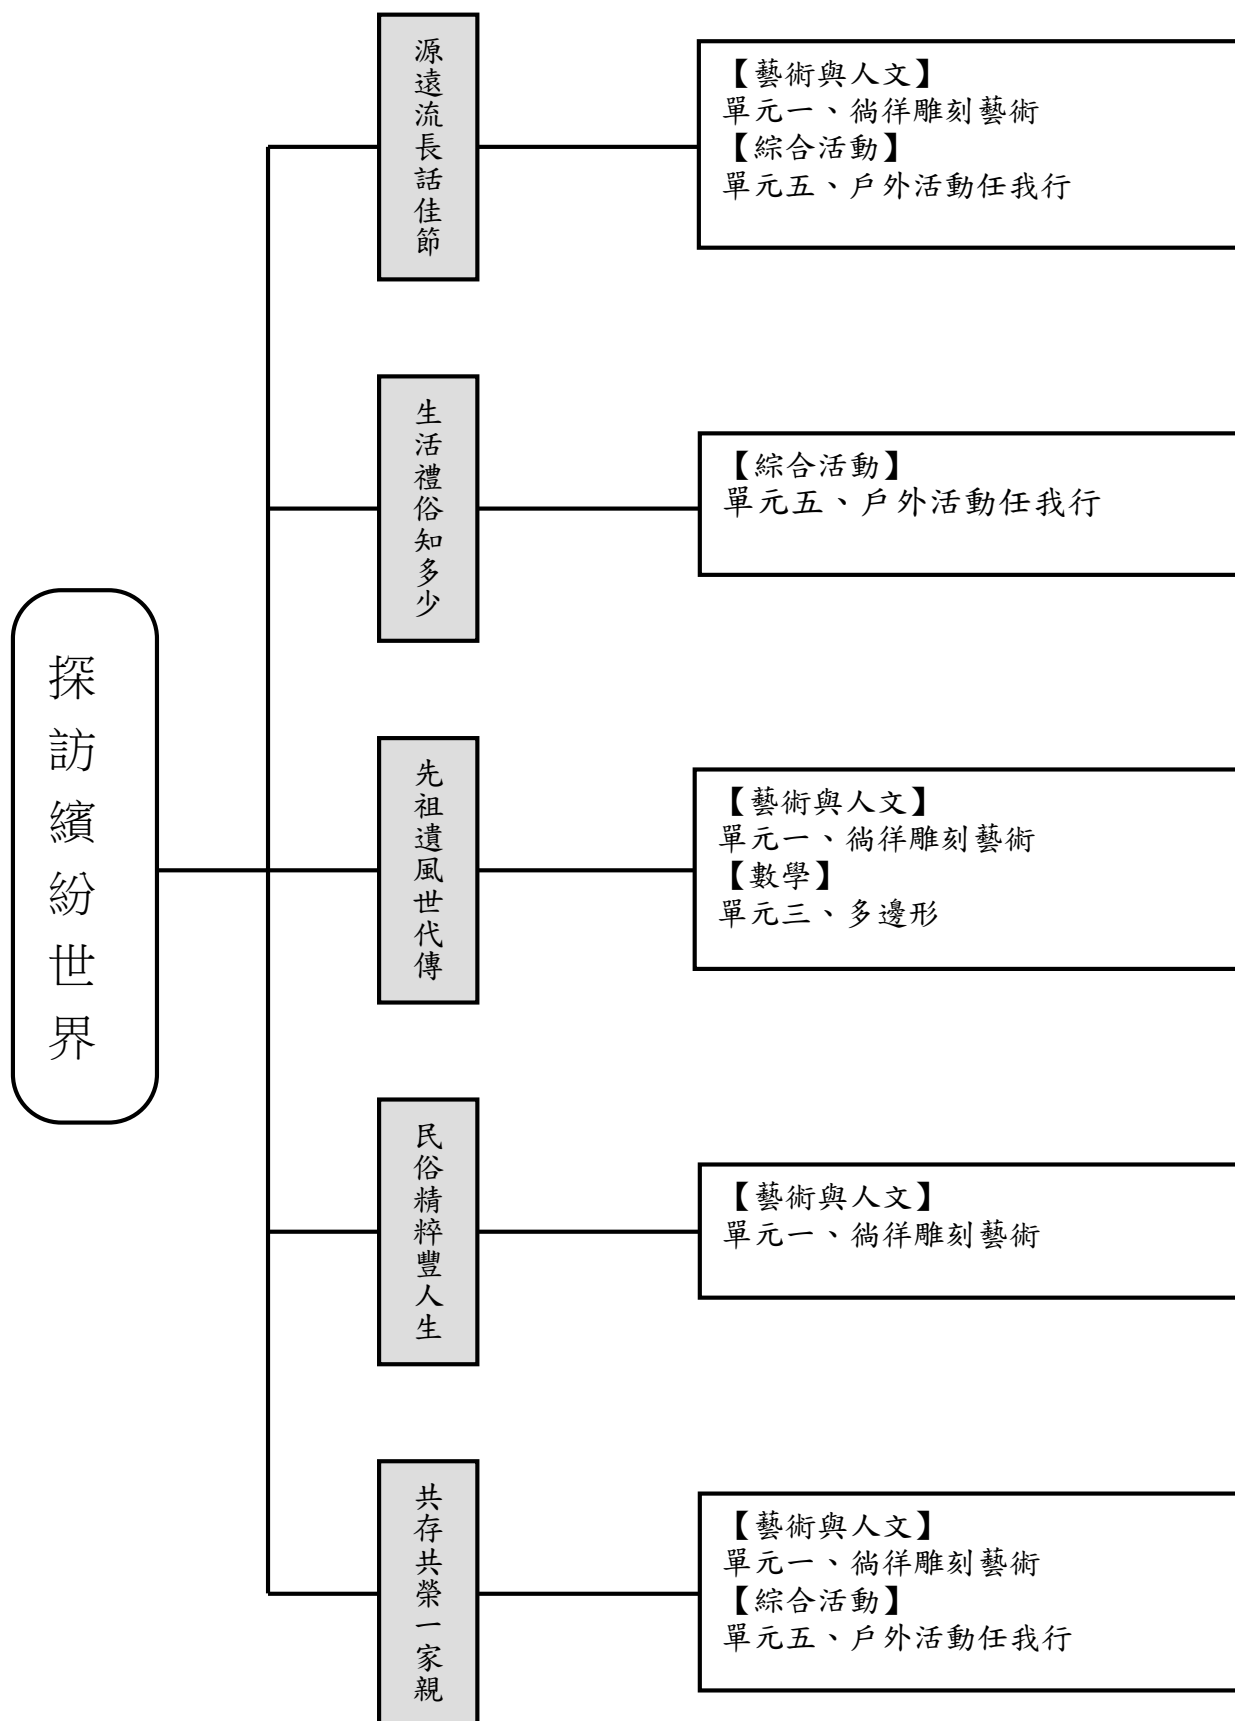 探訪繽紛世界
源遠流長話佳節
【藝術與人文】
單元一、徜徉雕刻藝術
【綜合活動】
單元五、戶外活動任我行
生活禮俗知多少
【綜合活動】
單元五、戶外活動任我行
先祖遺風世代傳
【藝術與人文】
單元一、徜徉雕刻藝術
【數學】
單元三、多邊形
民俗精粹豐人生
【藝術與人文】
單元一、徜徉雕刻藝術
共存共榮一家親
【藝術與人文】
單元一、徜徉雕刻藝術
【綜合活動】
單元五、戶外活動任我行